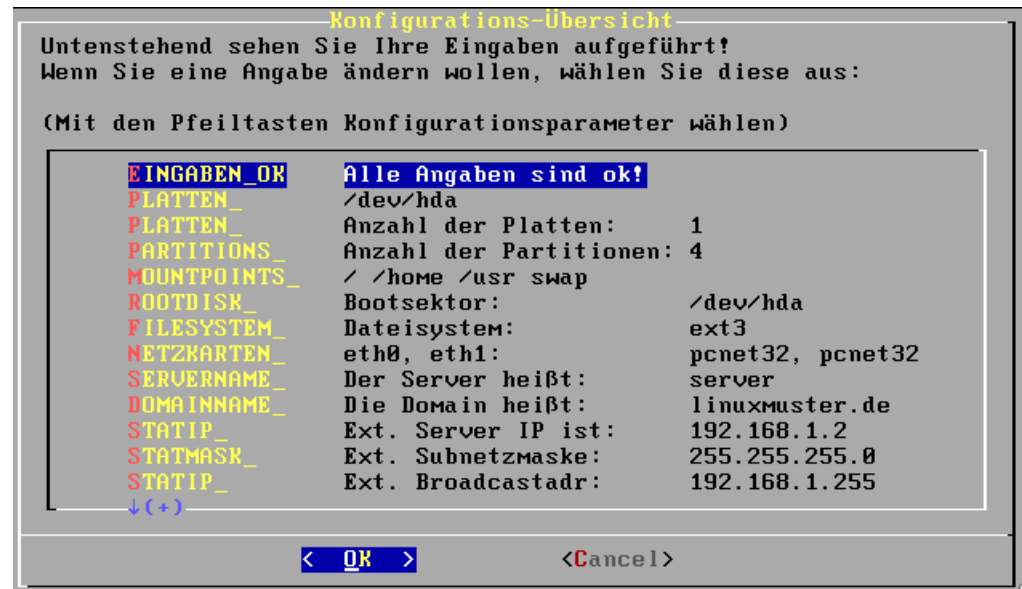 Konfigurations-Übersicht
Untenstehend sehen Sie Ihre Eingaben aufgeführt!
Wenn Sie eine Angabe ändern wollen, wählen Sie diese aus:
(Mit den Pfeiltasten Konfigurationsparameter wählen)
EINGABEN_OK Alle Angaben sind ok!
PLATTEN_ /dev/hda
PLATTEN_ Anzahl der Platten: 1
PARTITIONS_ Anzahl der Partitionen: 4
MOUNTPOINTS_ / /home /usr swap
ROOTDISK_ Bootsektor: /dev/hda
FILESYSTEM_ Dateisystem: ext3
NETZKARTEN_ eth0, eth1: pcnet32, pcnet32
SERVERNAME_ Der Server heißt: server
DOMAINNAME_ Die Domain heißt: linuxmuster.de
STATIP_ Ext. Server IP ist: 192.168.1.2
STATMASK_ Ext. Subnetzmaske: 255.255.255.0
STATIP_ Ext. Broadcastadr: 192.168.1.255
↓(+)
< OK > <Cancel>